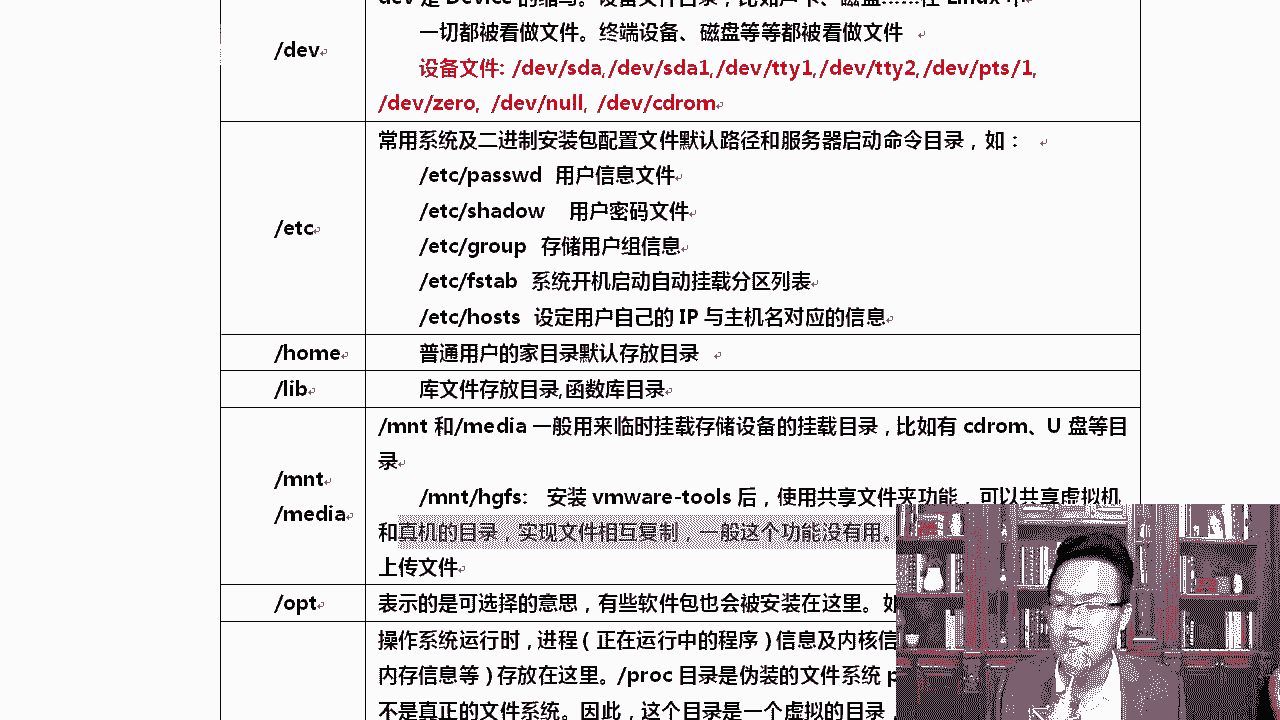 dev 是 Device 的缩写。设备文件目录，比如声卡、磁盘……在 Linux 中
一切都被看做文件。终端设备、磁盘等等都被看做文件
/dev
设备文件: /dev/sda,/dev/sda1,/dev/tty1,/dev/tty2,/dev/pts/1,
/dev/zero, /dev/null, /dev/cdrom
常用系统及二进制安装包配置文件默认路径和服务器启动命令目录，如：
/etc/passwd 用户信息文件
/etc/shadow 用户密码文件
/etc
/etc/group 存储用户组信息
/etc/fstab 系统开机启动自动挂载分区列表
/etc/hosts 设定用户自己的 IP 与主机名对应的信息
/home
普通用户的家目录默认存放目录
/lib
库文件存放目录,函数库目录
/mnt 和/media 一般用来临时挂载存储设备的挂载目录，比如有 cdrom、U 盘等目
录
/mnt
/media
/mnt/hgfs: 安装 vmware-tools 后，使用共享文件夹功能，可以共享虚拟机
和真机的目录 实现文件相互复制，一般这个功能没有用。
上传文件
/opt
表示的是可选择的意思，有些软件包也会被安装在这里。如
操作系统运行时，进程（正在运行中的程序）信息及内核信
内存信息等）存放在这里。/proc 目录是伪装的文件系统 p
不是真正的文件系统。因此，这个目录是一个虚拟的目录，